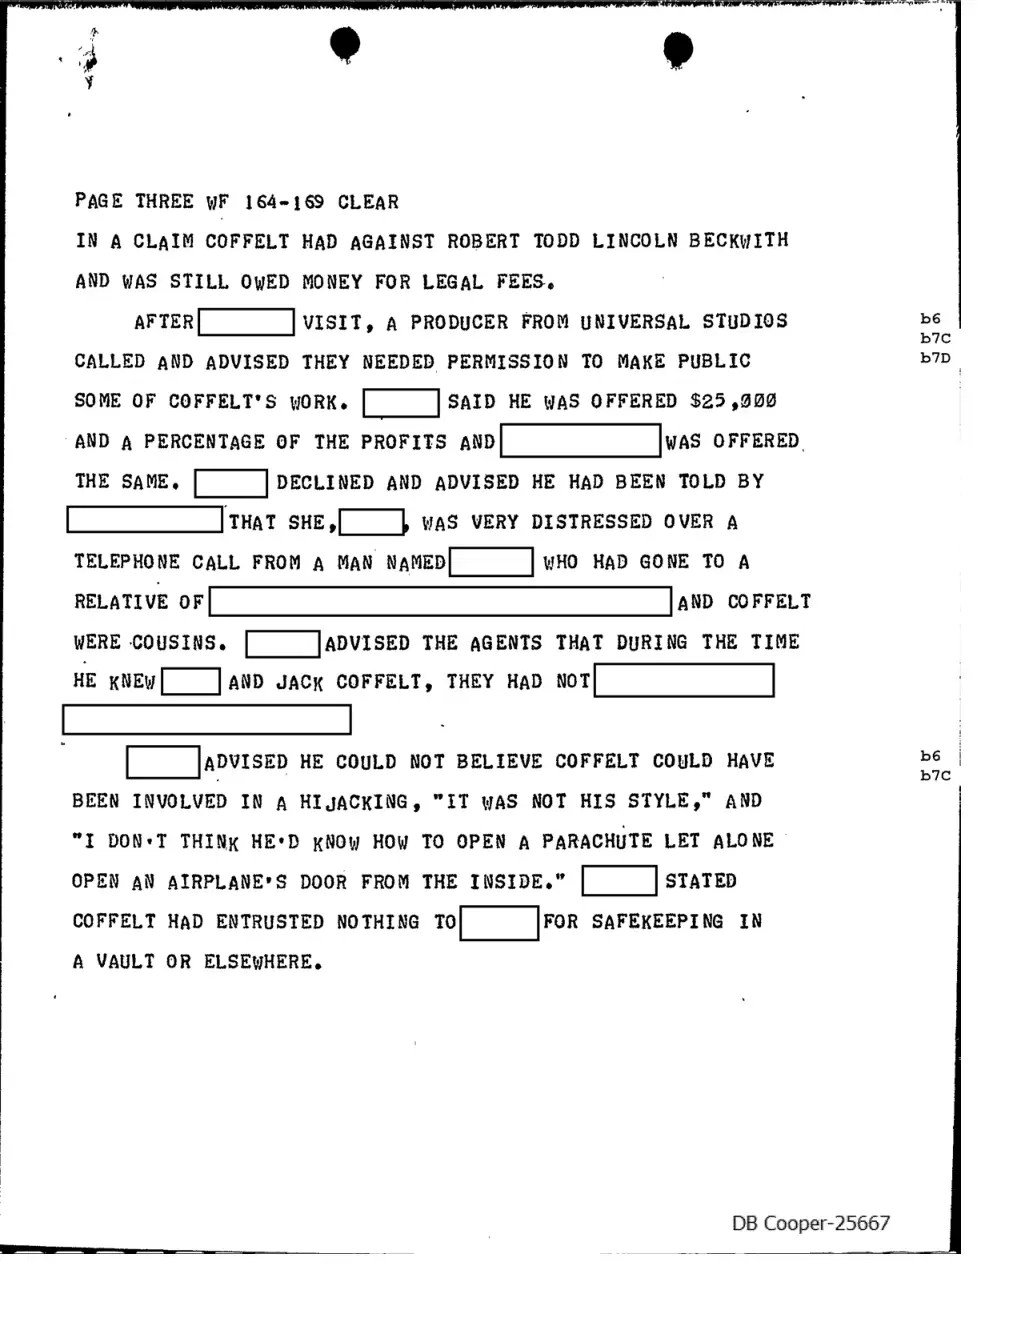 PAGE THREE WF 164-169 CLEAR
IN A CLAIM COFFELT HAD AGAINST ROBERT TODD LINCOLN BECKWITH
AND WAS STILL OWED MONEY FOR LEGAL FEES.
AFTER VISIT, A PRODUCER FROM UNIVERSAL STUDIOS
b6
b7C
CALLED AND ADVISED THEY NEEDED PERMISSION TO MAKE PUBLIC
b7D
SOME OF COFFELT'S WORK. SAID HE WAS OFFERED $25,000
AND A PERCENTAGE OF THE PROFITS AND WAS OFFERED
THE SAME. DECLINED AND ADVISED HE HAD BEEN TOLD BY
THAT SHE, , WAS VERY DISTRESSED OVER A
TELEPHONE CALL FROM A MAN NAMED WHO HAD GONE TO A
RELATIVE OF AND COFFELT
WERE COUSINS. ADVISED THE AGENTS THAT DURING THE TIME
HE KNEW AND JACK COFFELT, THEY HAD NOT
ADVISED HE COULD NOT BELIEVE COFFELT COULD HAVE
b6
b7C
BEEN INVOLVED IN A HIJACKING, "IT WAS NOT HIS STYLE," AND
"I DON'T THINK HE'D KNOW HOW TO OPEN A PARACHUTE LET ALONE
OPEN AN AIRPLANE'S DOOR FROM THE INSIDE." STATED
COFFELT HAD ENTRUSTED NOTHING TO FOR SAFEKEEPING IN
A VAULT OR ELSEWHERE.
DB Cooper-25667